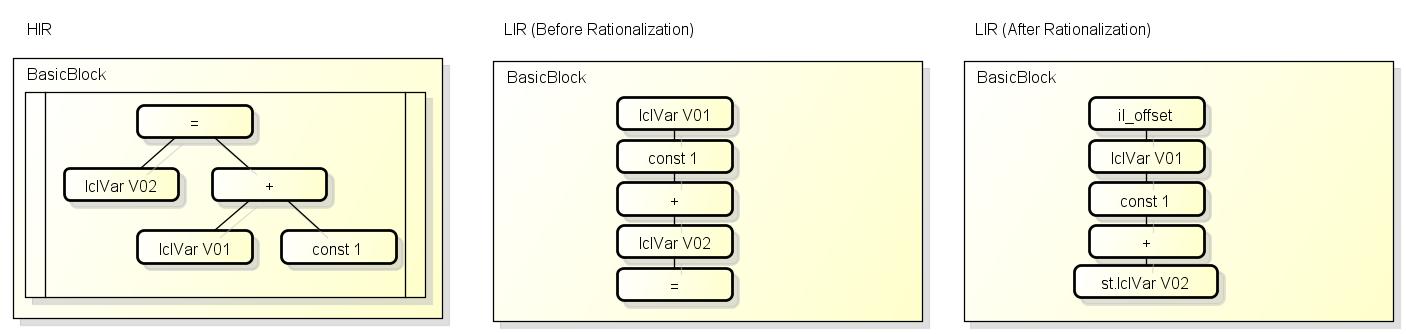 HIR
BasicBlock
=
lclVar V02
+
lclVar V01
const 1
LIR (Before Rationalization)
BasicBlock
lclVar V01
const 1
+
lclVar V02
=
LIR (After Rationalization)
BasicBlock
il_offset
lclVar V01
const 1
+
st.lclVar V02